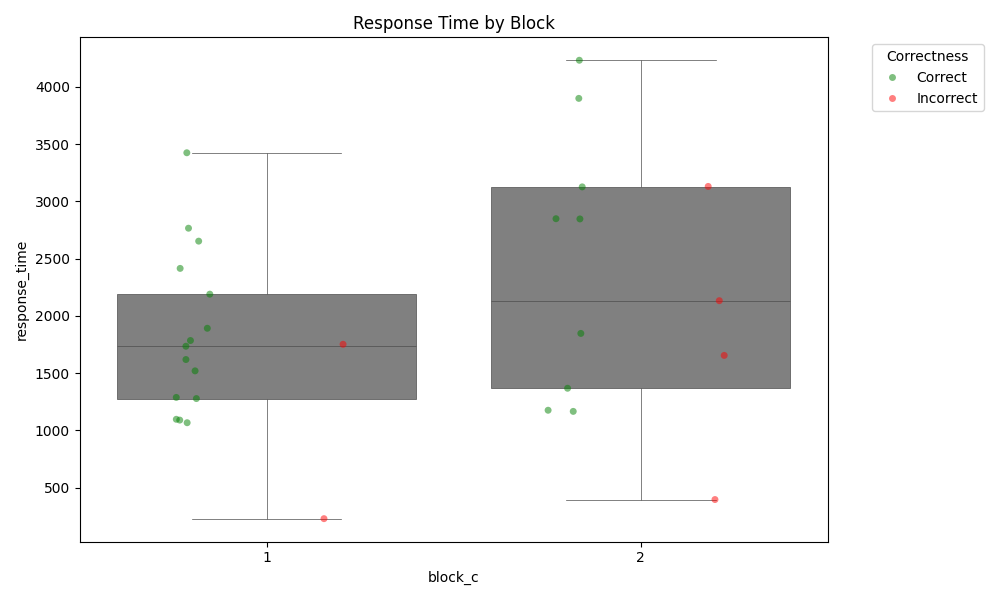 Response Time by Block
Correctness
Correct
Incorrect
response_time
4000
3500
3000
2500
2000
1500
1000
500
1
2
block_c